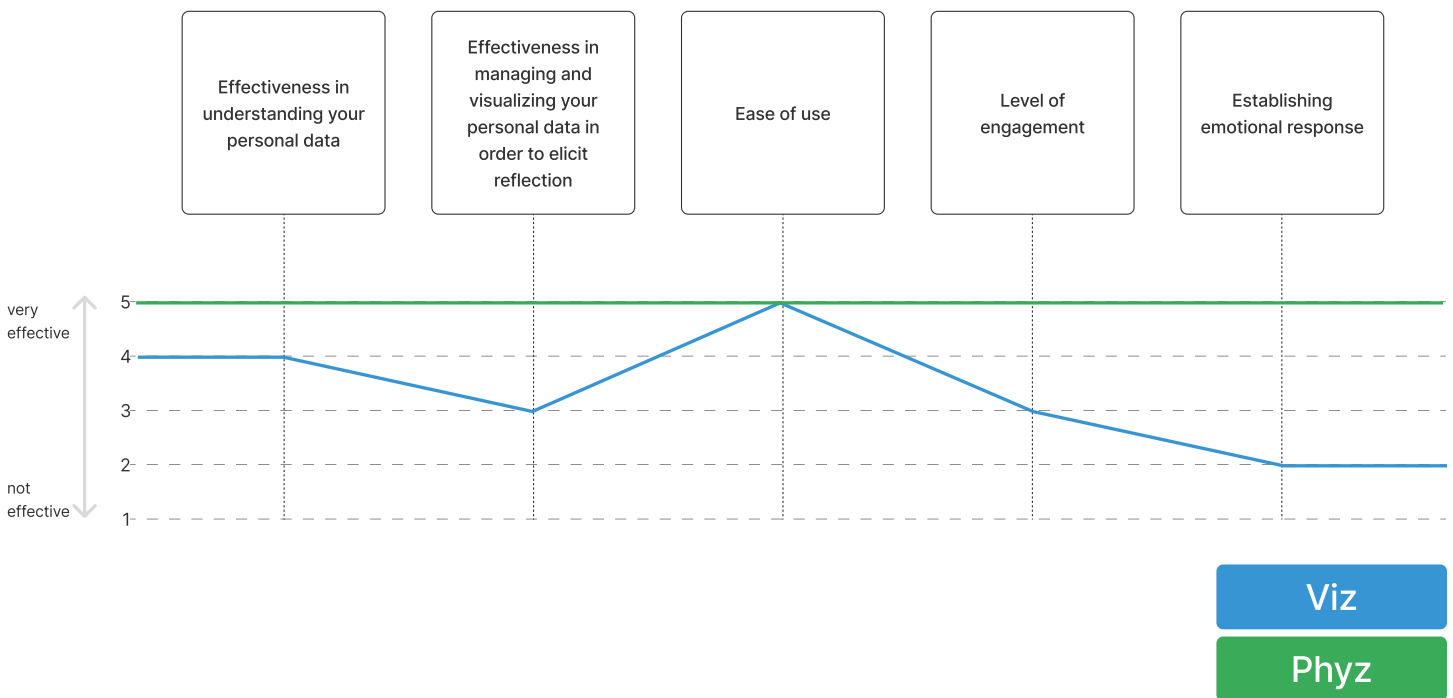 Effectiveness in
understanding your
personal data
Effectiveness in
managing and
visualizing your
personal data in
order to elicit
reflection
Ease of use
Level of
engagement
Establishing
emotional response
very
effective
5
4
3
2
not
effective
1
Viz
Phyz